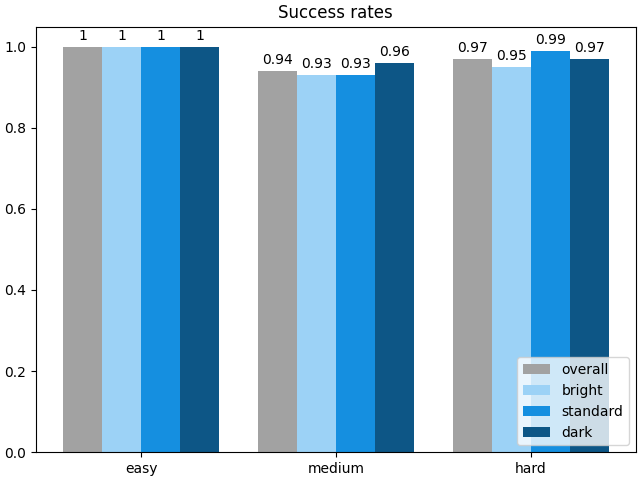 Success rates
1 1 1 1
0.94 0.93 0.93 0.96
0.97 0.95 0.99 0.97
1.0
0.8
0.6
0.4
0.2
0.0
easy medium hard
overall
bright
standard
dark